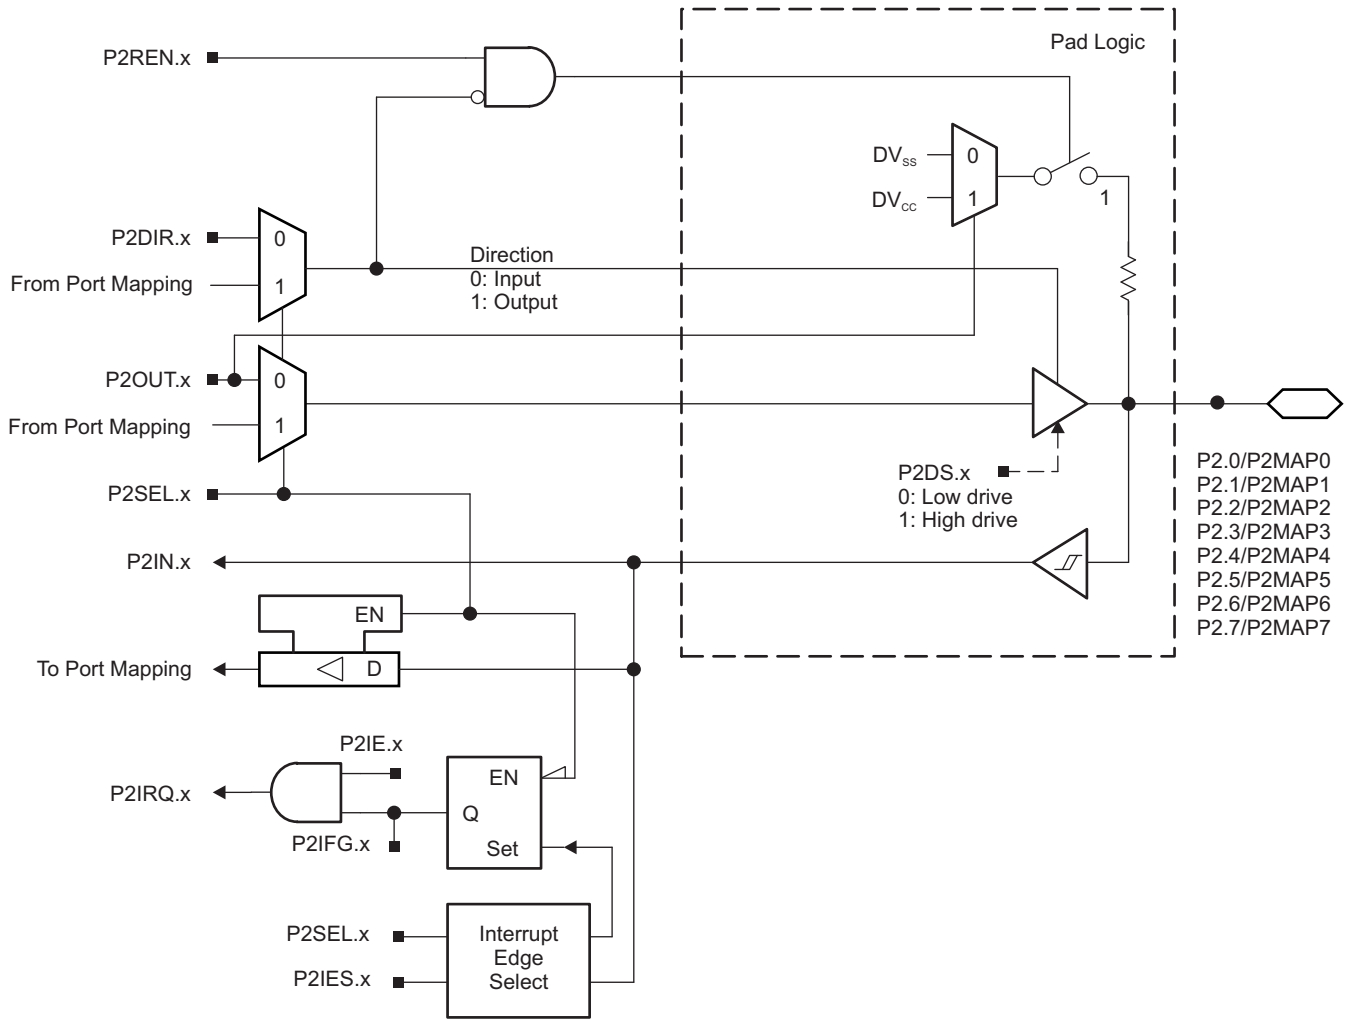 Pad Logic
P2REN.x
DVSS
0
DVCC
1
1
P2DIR.x
0
From Port Mapping
1
Direction
0: Input
1: Output
P2OUT.x
0
From Port Mapping
1
P2SEL.x
P2DS.x
0: Low drive
1: High drive
P2.0/P2MAP0
P2.1/P2MAP1
P2.2/P2MAP2
P2.3/P2MAP3
P2.4/P2MAP4
P2.5/P2MAP5
P2.6/P2MAP6
P2.7/P2MAP7
P2IN.x
EN
To Port Mapping
D
P2IE.x
P2IRQ.x
EN
Q
P2IFG.x
Set
P2SEL.x
P2IES.x
Interrupt
Edge
Select